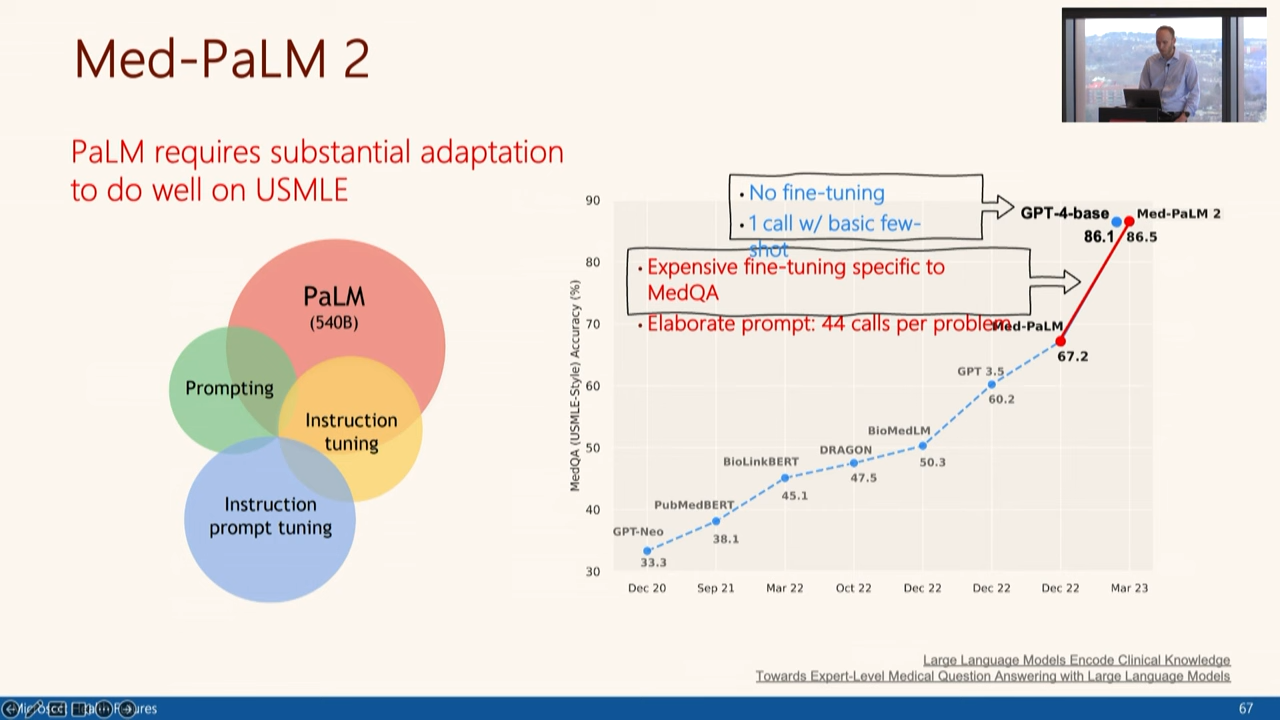 Med-PaLM 2
PaLM requires substantial adaptation
to do well on USMLE
PaLM
(540B)
Prompting
Instruction
tuning
Instruction
prompt tuning
• No fine-tuning
• 1 call w/ basic few-
shot
• Expensive fine-tuning specific to
MedQA
• Elaborate prompt: 44 calls per problem
MedQA (USMLE-Style) Accuracy (%)
90
80
70
60
50
40
30
GPT-4-base
86.1
Med-PaLM 2
86.5
Med-PaLM
67.2
GPT 3.5
60.2
BioMedLM
50.3
DRAGON
47.5
BioLinkBERT
45.1
PubMedBERT
38.1
GPT-Neo
33.3
Dec 20 Sep 21 Mar 22 Oct 22 Dec 22 Dec 22 Dec 22 Mar 23
Large Language Models Encode Clinical Knowledge
Towards Expert-Level Medical Question Answering with Large Language Models
67